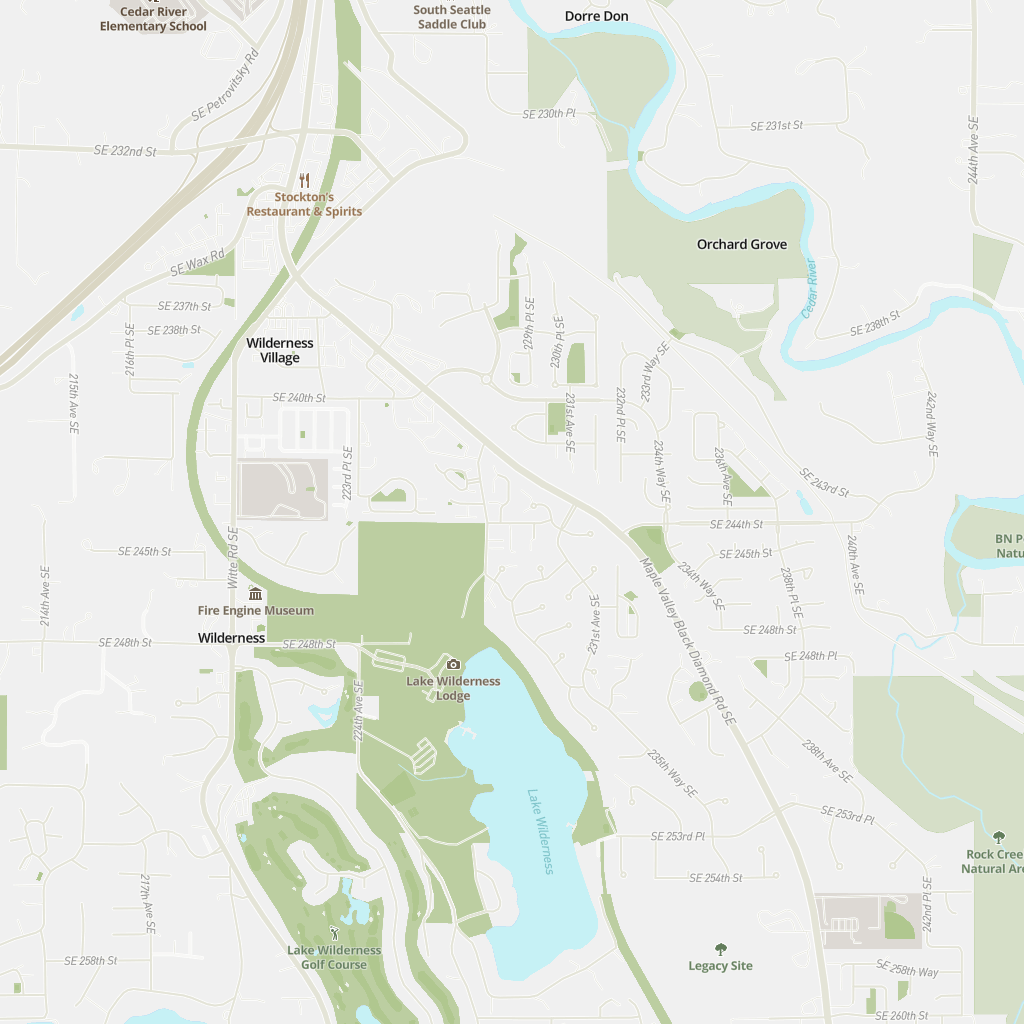 Cedar River
Elementary School
South Seattle
Saddle Club
Dorre Don
SE Petrovitsky Rd
SE 230th Pl
SE 231st St
244th Ave SE
SE 232nd St
Stockton's
Restaurant & Spirits
Orchard Grove
SE Wax Rd
Cedar River
SE 237th St
SE 238th St
216th Pl SE
229th Pl SE
230th Pl SE
SE 238th St
Wilderness
Village
233rd Way SE
215th Ave SE
SE 240th St
231st Ave SE
232nd Pl SE
242nd Way SE
223rd Pl SE
234th Way SE
236th Ave SE
SE 243rd St
SE 244th St
BN P
Natu
Witte Rd SE
SE 245th St
SE 245th St
240th Ave SE
214th Ave SE
234th Way SE
238th Pl SE
Fire Engine Museum
231st Ave SE
Maple Valley Black Diamond Rd SE
SE 248th St
Wilderness
SE 248th St
SE 248th St
SE 248th Pl
Lake Wilderness
Lodge
224th Ave SE
235th Way SE
238th Ave SE
Lake Wilderness
SE 253rd Pl
SE 253rd Pl
Rock Cree
Natural Are
SE 254th St
217th Ave SE
242nd Pl SE
Lake Wilderness
Golf Course
SE 258th St
Legacy Site
SE 258th Way
SE 260th St